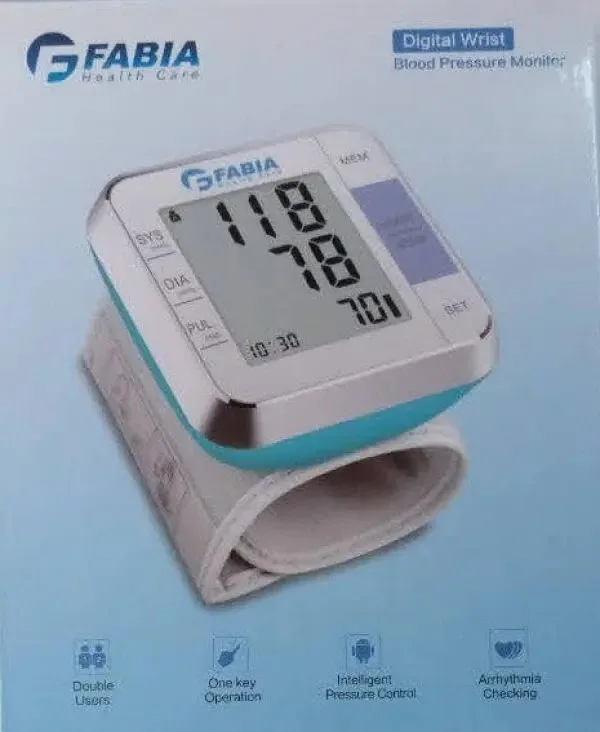 FABIA
Health Care
Digital Wrist
Blood Pressure Monitor
FABIA
MEM
118
SYS
78
DIA
70
PUL
SET
10:30
Double
Users
One key
Operation
Intelligent
Pressure Control
Arrhythmia
Checking